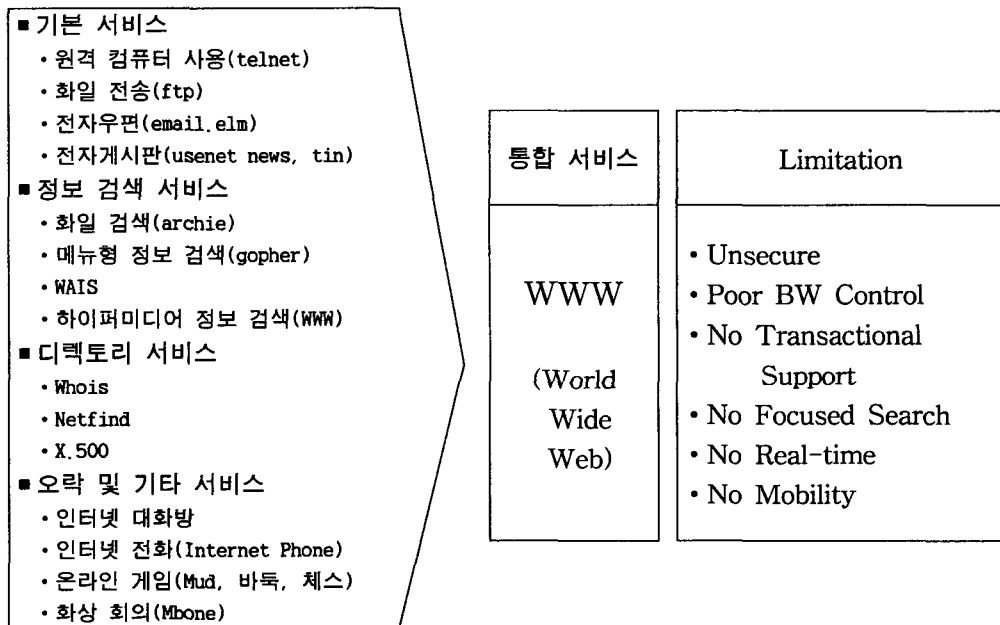 ■ 기본 서비스
• 원격 컴퓨터 사용(telnet)
• 화일 전송(ftp)
• 전자우편(email.elm)
• 전자게시판(usenet news, tin)
■ 정보 검색 서비스
• 화일 검색(archie)
• 메뉴형 정보 검색(gopher)
• WAIS
• 하이퍼미디어 정보 검색(WWW)
■ 디렉토리 서비스
• Whois
• Netfind
• X.500
■ 오락 및 기타 서비스
• 인터넷 대화방
• 인터넷 전화(Internet Phone)
• 온라인 게임(Mud, 바둑, 체스)
• 화상 회의(Mbone)
통합 서비스
WWW
(World
Wide
Web)
Limitation
• Unsecure
• Poor BW Control
• No Transactional
Support
• No Focused Search
• No Real-time
• No Mobility